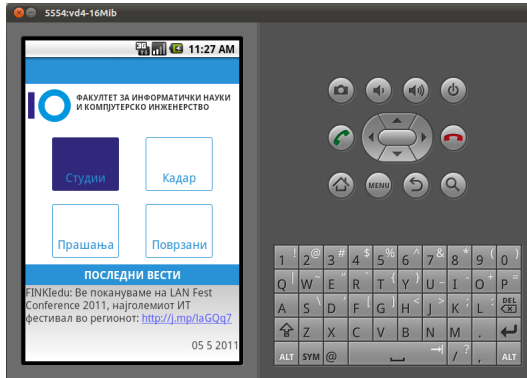 5554:vd4-16Mib
3G 11:27 AM
ФАКУЛТЕТ ЗА ИНФОРМАТИЧКИ НАУКИ
И КОМПЈУТЕРСКО ИНЖЕНЕРСТВО
Студии Кадар
Прашања Поврзани
ПОСЛЕДНИ ВЕСТИ
FINKIedu: Ве покануваме на LAN Fest
Conference 2011, најголемиот ИТ
фестивал во регионот: http://j.mp/laGQq7
05 5 2011
MENU
1 ! 2 @ 3 # 4 $ 5 % 6 ^ 7 & 8 * 9 ( 0 )
Q | W ~ E " R ` T { Y } U _ I - O + P =
A S \ D ' F [ G ] H < J > K ; L : DEL
Z X C V B N M .
ALT SYM @ / ? , ALT